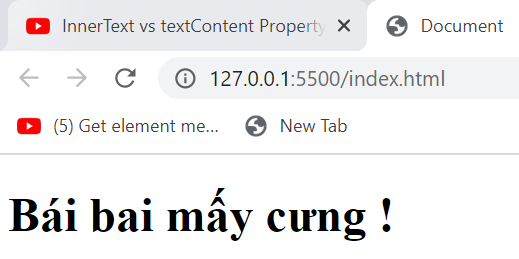 InnerText vs textContent Property
Document
127.0.0.1:5500/index.html
(5) Get element me...
New Tab
Bái bai mấy cưng !